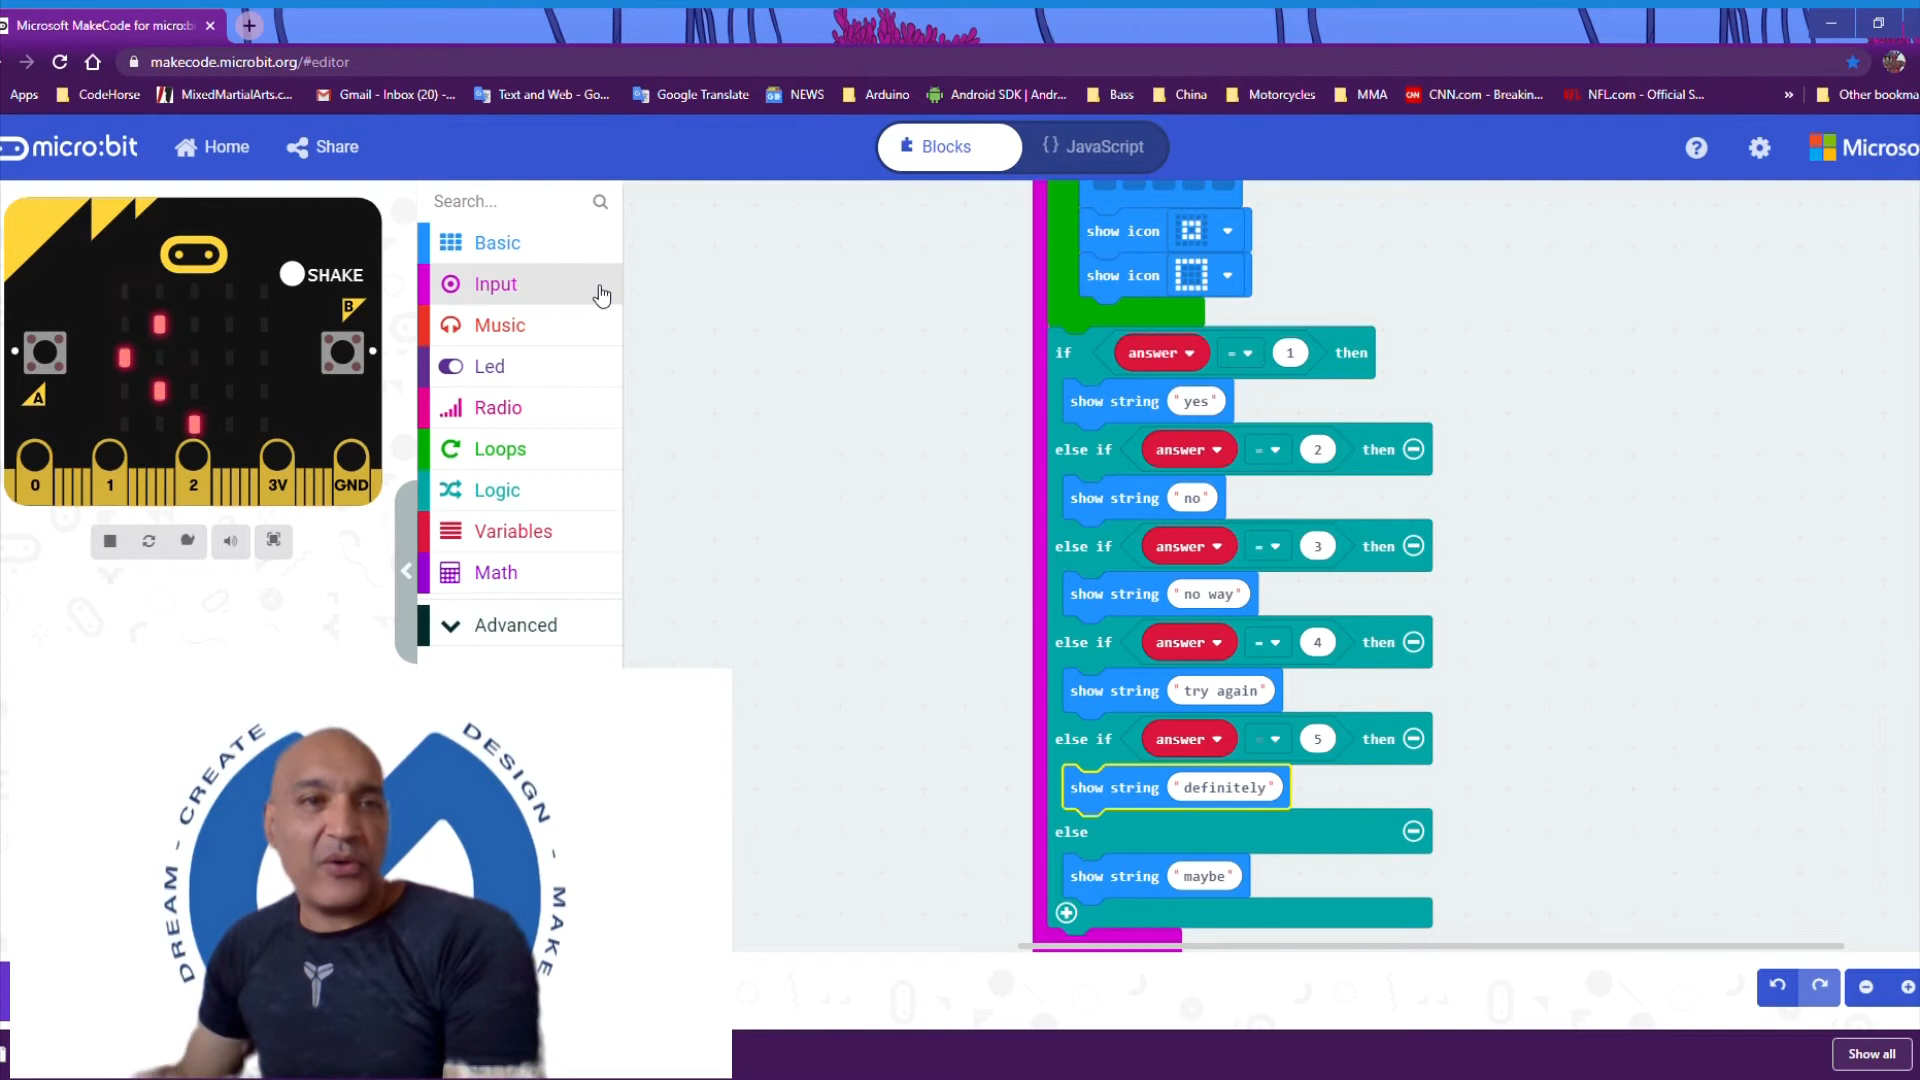 Microsoft MakeCode for micro:b
makecode.microbit.org/#editor
Apps
CodeHorse
MixedMartialArts.c...
Gmail - Inbox (20) -...
Text and Web - Go...
Google Translate
NEWS
Arduino
Android SDK | Andr...
Bass
China
Motorcycles
MMA
CNN.com - Breakin...
NFL.com - Official S...
»
Other bookma
micro:bit
Home
Share
Blocks
{} JavaScript
?
Microso
SHAKE
B
A
0 1 2 3V GND
Search...
Basic
Input
Music
Led
Radio
Loops
Logic
Variables
Math
Advanced
show icon
show icon
if answer = 1 then
show string "yes"
else if answer = 2 then
show string "no"
else if answer = 3 then
show string "no way"
else if answer = 4 then
show string "try again"
else if answer = 5 then
show string "definitely"
else
show string "maybe"
DREAM - CREATE
DESIGN - MAKE
Show all